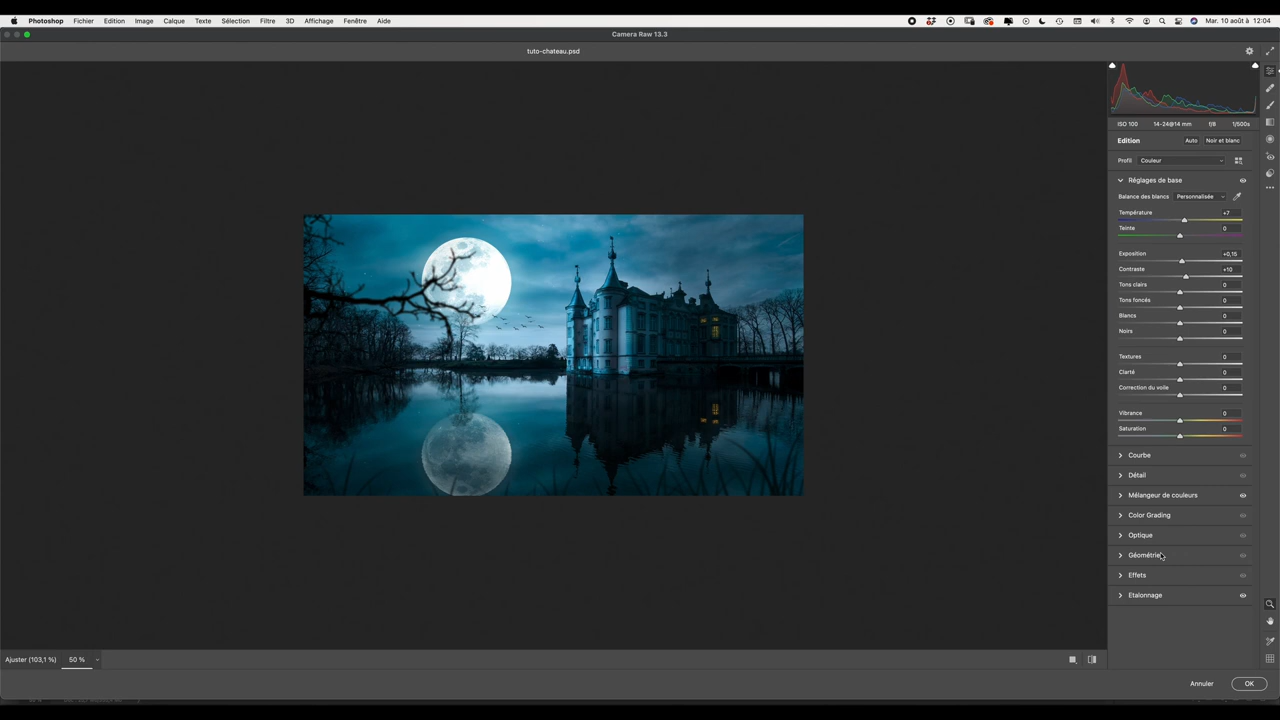 Photoshop Fichier Edition Image Calque Texte Sélection Filtre 3D Affichage Fenêtre Aide Mar. 10 août à 12:04
Camera Raw 13.3
tuto-chateau.psd
ISO 100 14-24@14 mm f/8 1/500s
Edition Auto Noir et blanc
Profil Couleur
Réglages de base
Balance des blancs Personnalisée
Température +7
Teinte 0
Exposition +0,15
Contraste +10
Tons clairs 0
Tons foncés 0
Blancs 0
Noirs 0
Textures 0
Clarté 0
Correction du voile 0
Vibrance 0
Saturation 0
Courbe
Détail
Mélangeur de couleurs
Color Grading
Optique
Géométrie
Effets
Etalonnage
Ajuster (103,1 %) 50 %
Annuler OK